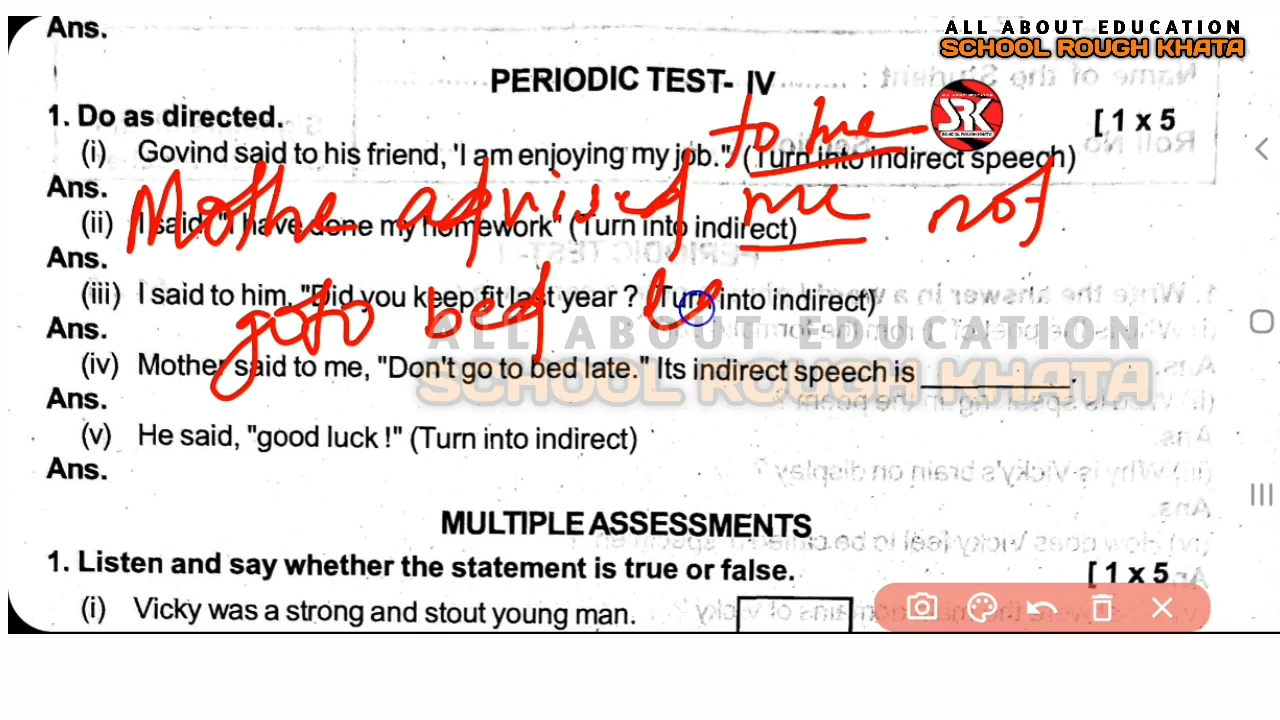 Ans.
ALL ABOUT EDUCATION
SCHOOL ROUGH KHATA
PERIODIC TEST- IV
1. Do as directed.
[ 1 x 5
to me
SRK
(i) Govind said to his friend, 'I am enjoying my job." (Turn into indirect speech)
Ans.
Mothe advised me not
(ii) I said, "I have done my homework" (Turn into indirect)
Ans.
(iii) I said to him, "Did you keep fit last year ? (Turn into indirect)
go to bed
Ans.
ALL ABOUT EDUCATION
(iv) Mother said to me, "Don't go to bed late." Its indirect speech is __________.
SCHOOL ROUGH KHATA
Ans.
(v) He said, "good luck !" (Turn into indirect)
Ans.
MULTIPLE ASSESSMENTS
1. Listen and say whether the statement is true or false.
[ 1 x 5
(i) Vicky was a strong and stout young man.